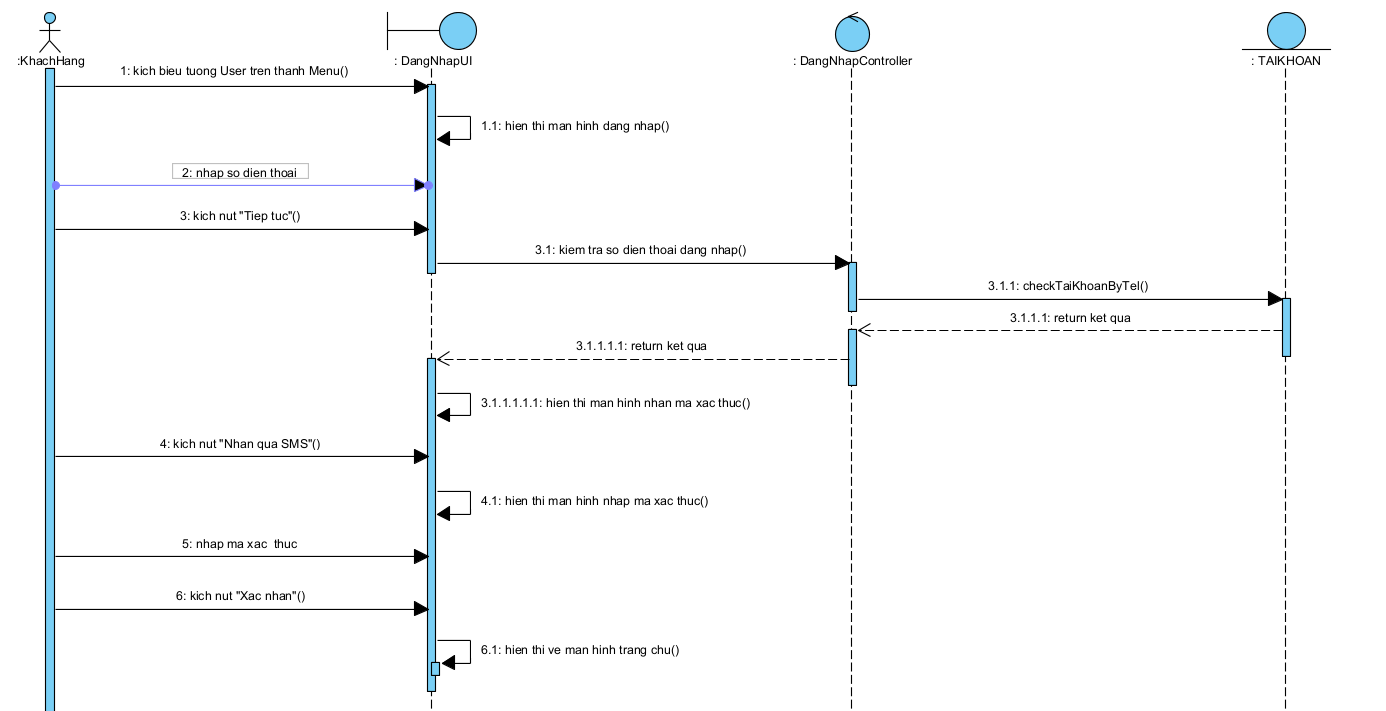 :KhachHang
: DangNhapUI
: DangNhapController
: TAIKHOAN
1: kich bieu tuong User tren thanh Menu()
1.1: hien thi man hinh dang nhap()
2: nhap so dien thoai
3: kich nut "Tiep tuc"()
3.1: kiem tra so dien thoai dang nhap()
3.1.1: checkTaiKhoanByTel()
3.1.1.1: return ket qua
3.1.1.1.1: return ket qua
3.1.1.1.1.1: hien thi man hinh nhan ma xac thuc()
4: kich nut "Nhan qua SMS"()
4.1: hien thi man hinh nhap ma xac thuc()
5: nhap ma xac  thuc
6: kich nut "Xac nhan"()
6.1: hien thi ve man hinh trang chu()